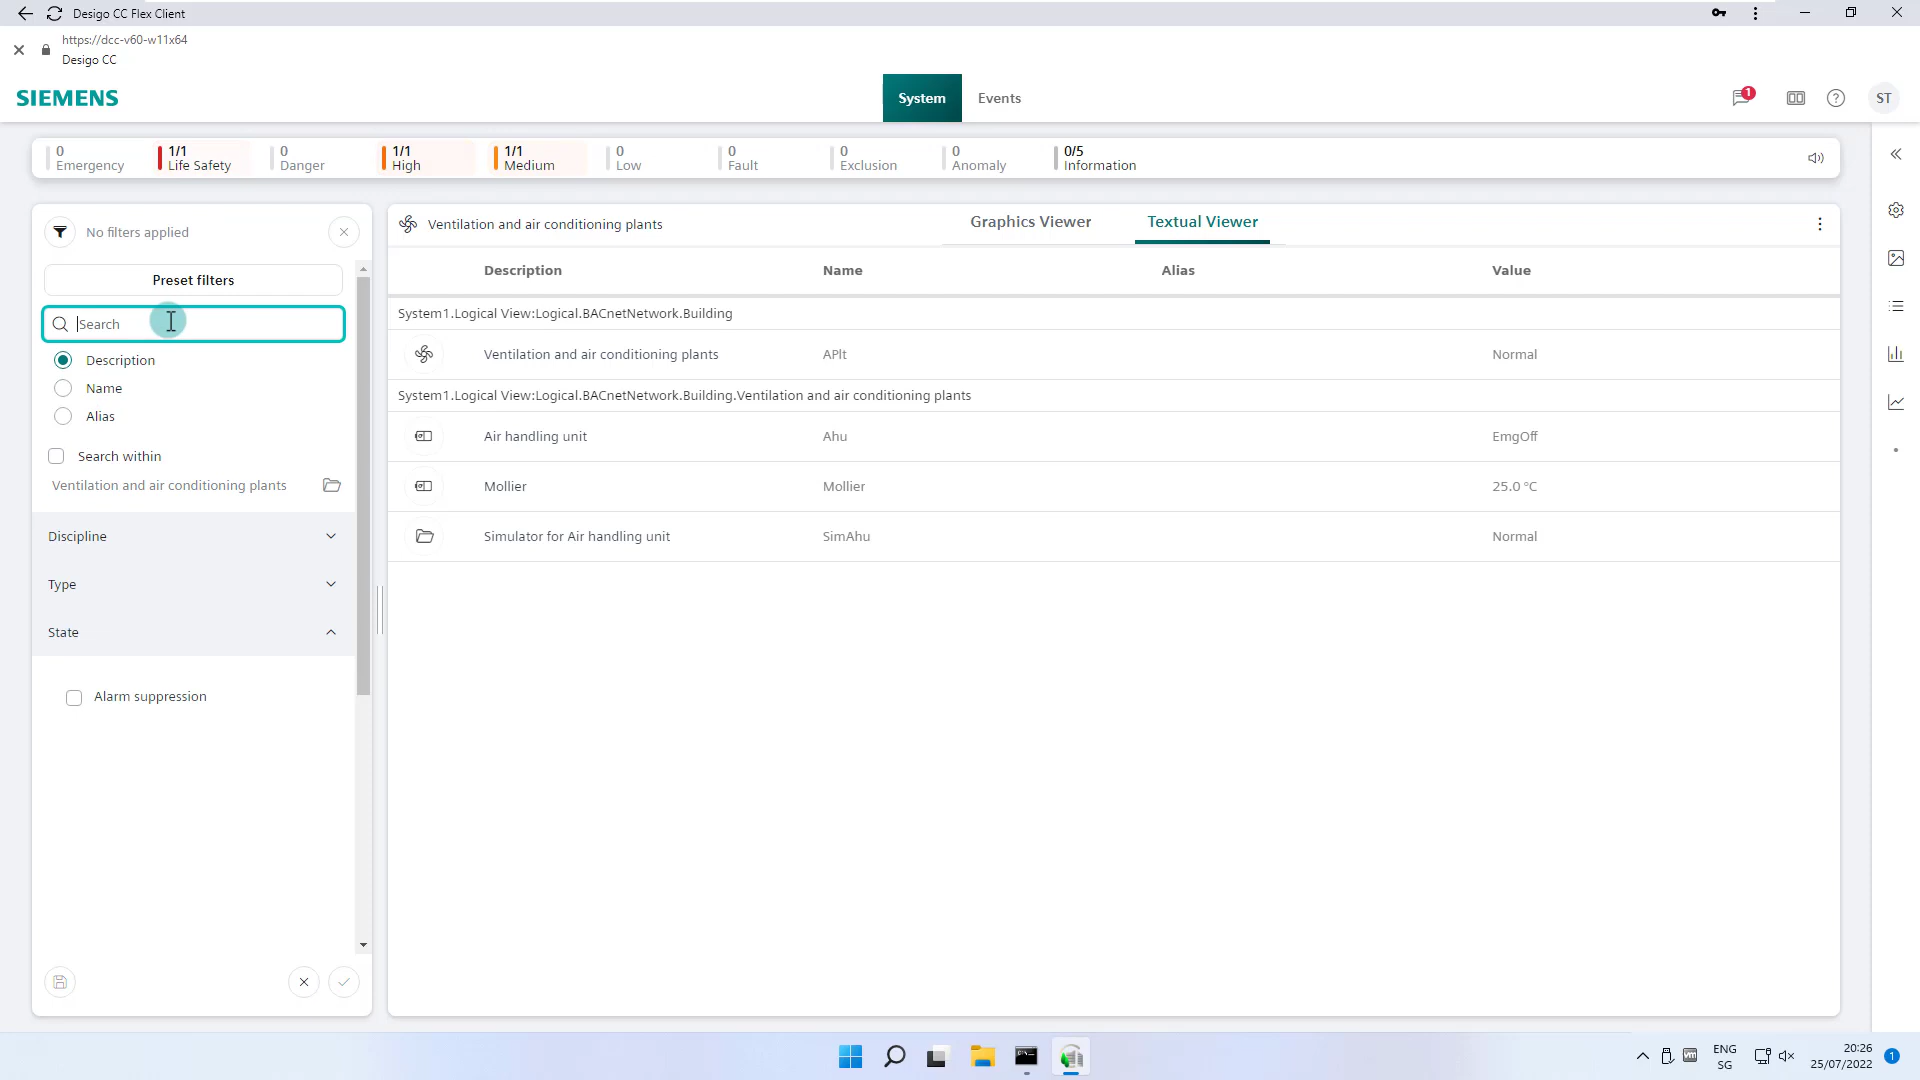 Desigo CC Flex Client
https://dcc-v60-w11x64
Desigo CC
SIEMENS
System
Events
1
ST
0
Emergency
1/1
Life Safety
0
Danger
1/1
High
1/1
Medium
0
Low
0
Fault
0
Exclusion
0
Anomaly
0/5
Information
No filters applied
Preset filters
Search
Description
Name
Alias
Search within
Ventilation and air conditioning plants
Discipline
Type
State
Alarm suppression
Ventilation and air conditioning plants
Graphics Viewer
Textual Viewer
Description Name Alias Value
System1.Logical View:Logical.BACnetNetwork.Building
Ventilation and air conditioning plants APlt Normal
System1.Logical View:Logical.BACnetNetwork.Building.Ventilation and air conditioning plants
Air handling unit Ahu EmgOff
Mollier Mollier 25.0 °C
Simulator for Air handling unit SimAhu Normal
ENG
SG
20:26
25/07/2022
1